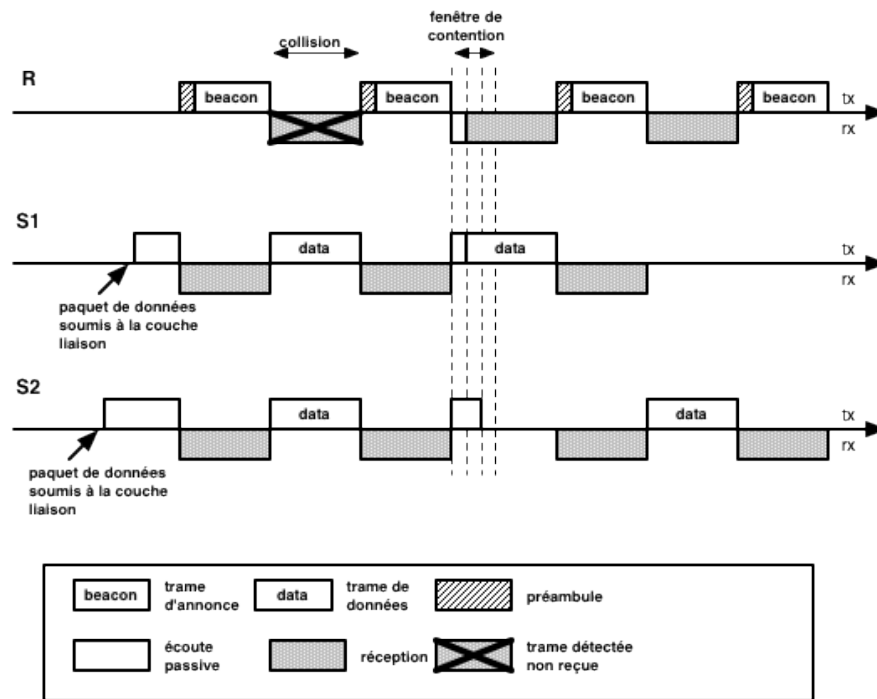 fenêtre de
contention
collision
R
beacon
beacon
beacon
beacon
tx
rx
S1
data
data
tx
rx
paquet de données
soumis à la couche
liaison
S2
data
data
tx
rx
paquet de données
soumis à la couche
liaison
beacon
trame
d'annonce
data
trame de
données
préambule
écoute
passive
réception
trame détectée
non reçue